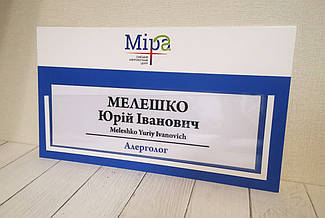 Міра
МЕЛЕШКО
Юрій Іванович
Meleshko Yuriy Ivanovich
Алерголог